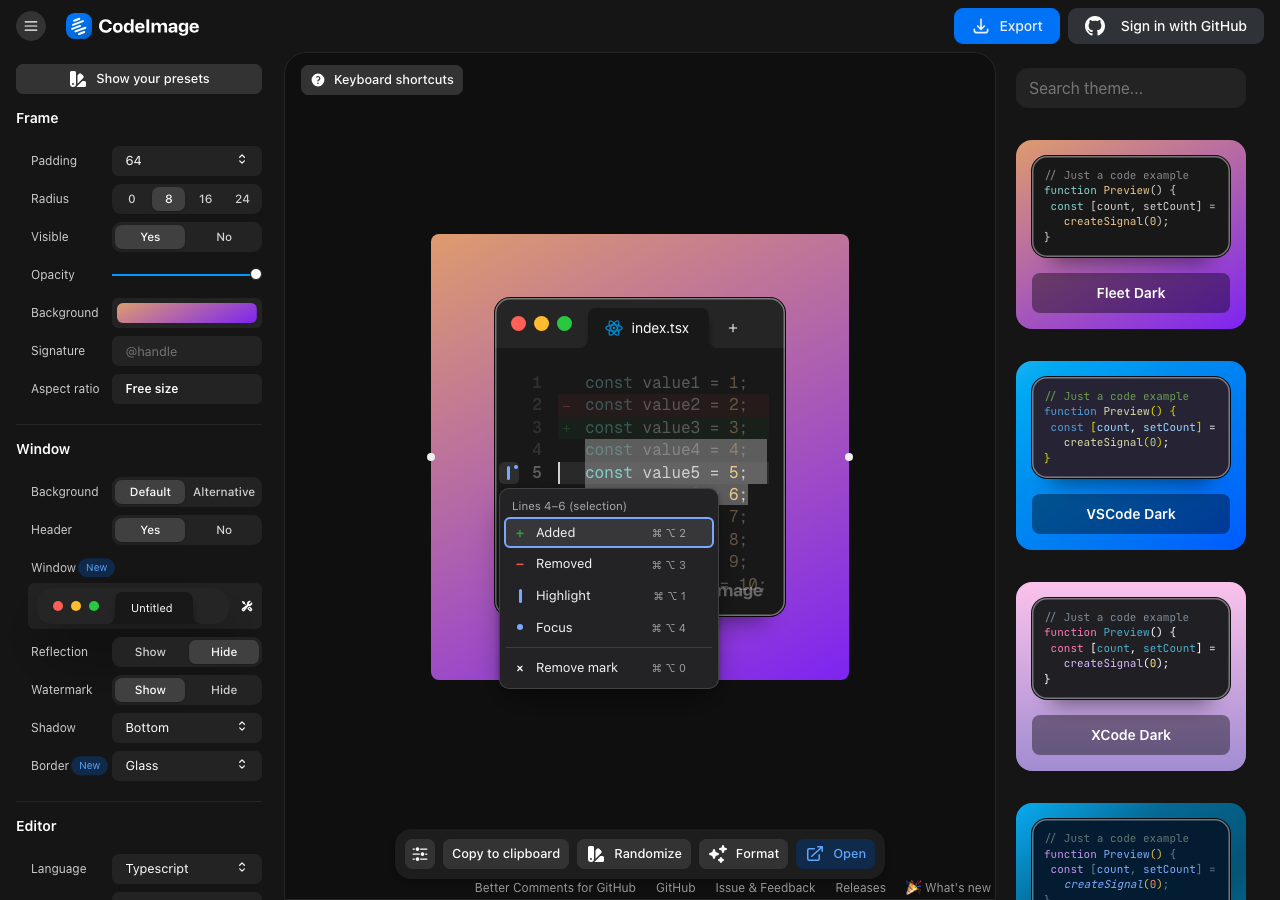 CodeImage
Export
Sign in with GitHub
Show your presets
Frame
Padding 64
Radius 0 8 16 24
Visible Yes No
Opacity
Background
Signature @handle
Aspect ratio Free size
Window
Background Default Alternative
Header Yes No
Window New
Untitled
Reflection Show Hide
Watermark Show Hide
Shadow Bottom
Border New Glass
Editor
Language Typescript
Keyboard shortcuts
index.tsx +
1 const value1 = 1;
2 − const value2 = 2;
3 + const value3 = 3;
4 const value4 = 4;
5 const value5 = 5;
6;
7;
8;
9;
= 10;
Lines 4–6 (selection)
+ Added ⌘ ⌥ 2
− Removed ⌘ ⌥ 3
Highlight ⌘ ⌥ 1
Focus ⌘ ⌥ 4
× Remove mark ⌘ ⌥ 0
Copy to clipboard
Randomize
Format
Open
Better Comments for GitHub GitHub Issue & Feedback Releases 🎉 What's new
Search theme...
// Just a code example
function Preview() {
const [count, setCount] =
createSignal(0);
}
Fleet Dark
// Just a code example
function Preview() {
const [count, setCount] =
createSignal(0);
}
VSCode Dark
// Just a code example
function Preview() {
const [count, setCount] =
createSignal(0);
}
XCode Dark
// Just a code example
function Preview() {
const [count, setCount] =
createSignal(0);
}